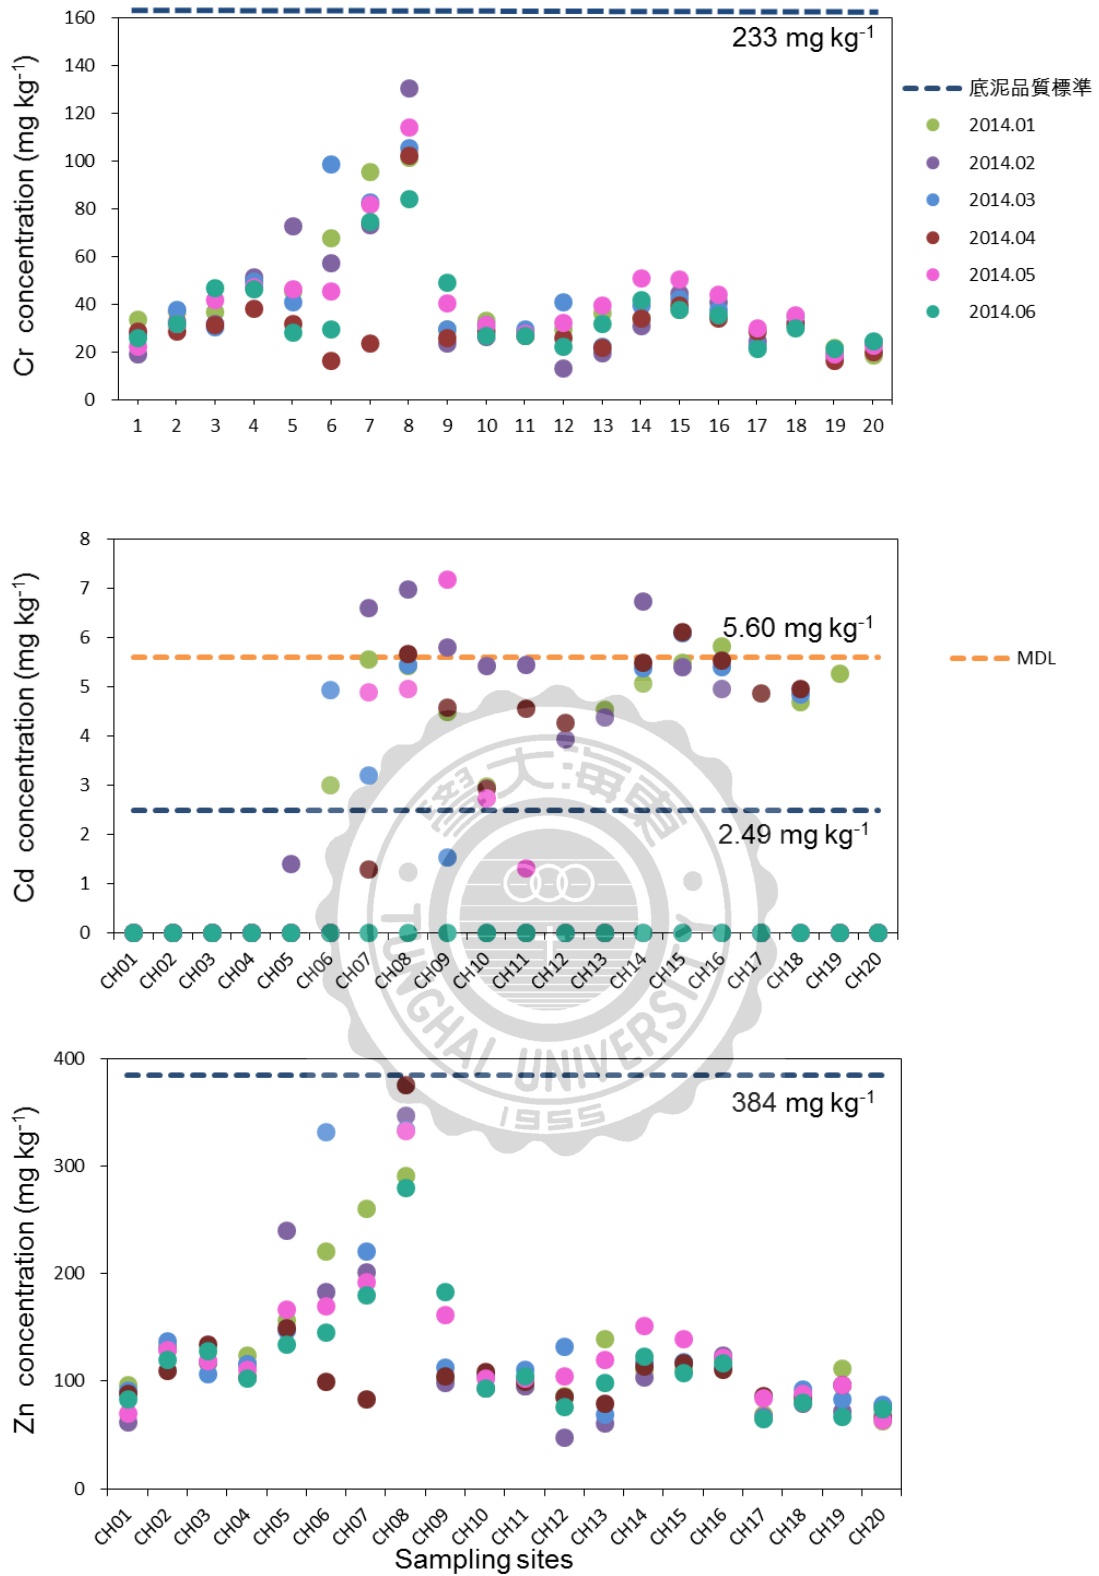 Cr concentration (mg kg-1)
160
140
120
100
80
60
40
20
0
233 mg kg-1
1 2 3 4 5 6 7 8 9 10 11 12 13 14 15 16 17 18 19 20
底泥品質標準
2014.01
2014.02
2014.03
2014.04
2014.05
2014.06
Cd concentration (mg kg-1)
8
7
6
5
4
3
2
1
0
5.60 mg kg-1
2.49 mg kg-1
MDL
CH01 CH02 CH03 CH04 CH05 CH06 CH07 CH08 CH09 CH10 CH11 CH12 CH13 CH14 CH15 CH16 CH17 CH18 CH19 CH20
東海大學
TUNGHAI UNIVERSITY
1955
Zn concentration (mg kg-1)
400
300
200
100
0
384 mg kg-1
CH01 CH02 CH03 CH04 CH05 CH06 CH07 CH08 CH09 CH10 CH11 CH12 CH13 CH14 CH15 CH16 CH17 CH18 CH19 CH20
Sampling sites